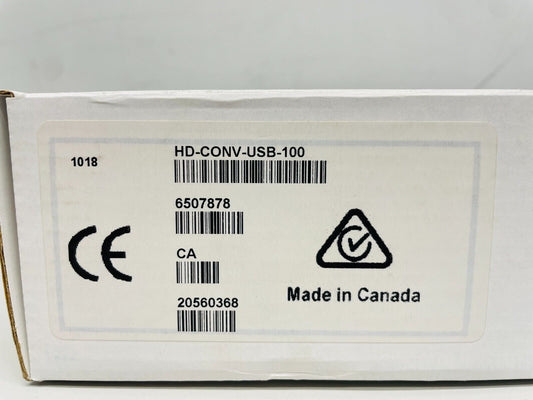 1018
HD-CONV-USB-100
6507878
CA
20560368
CE
Made in Canada